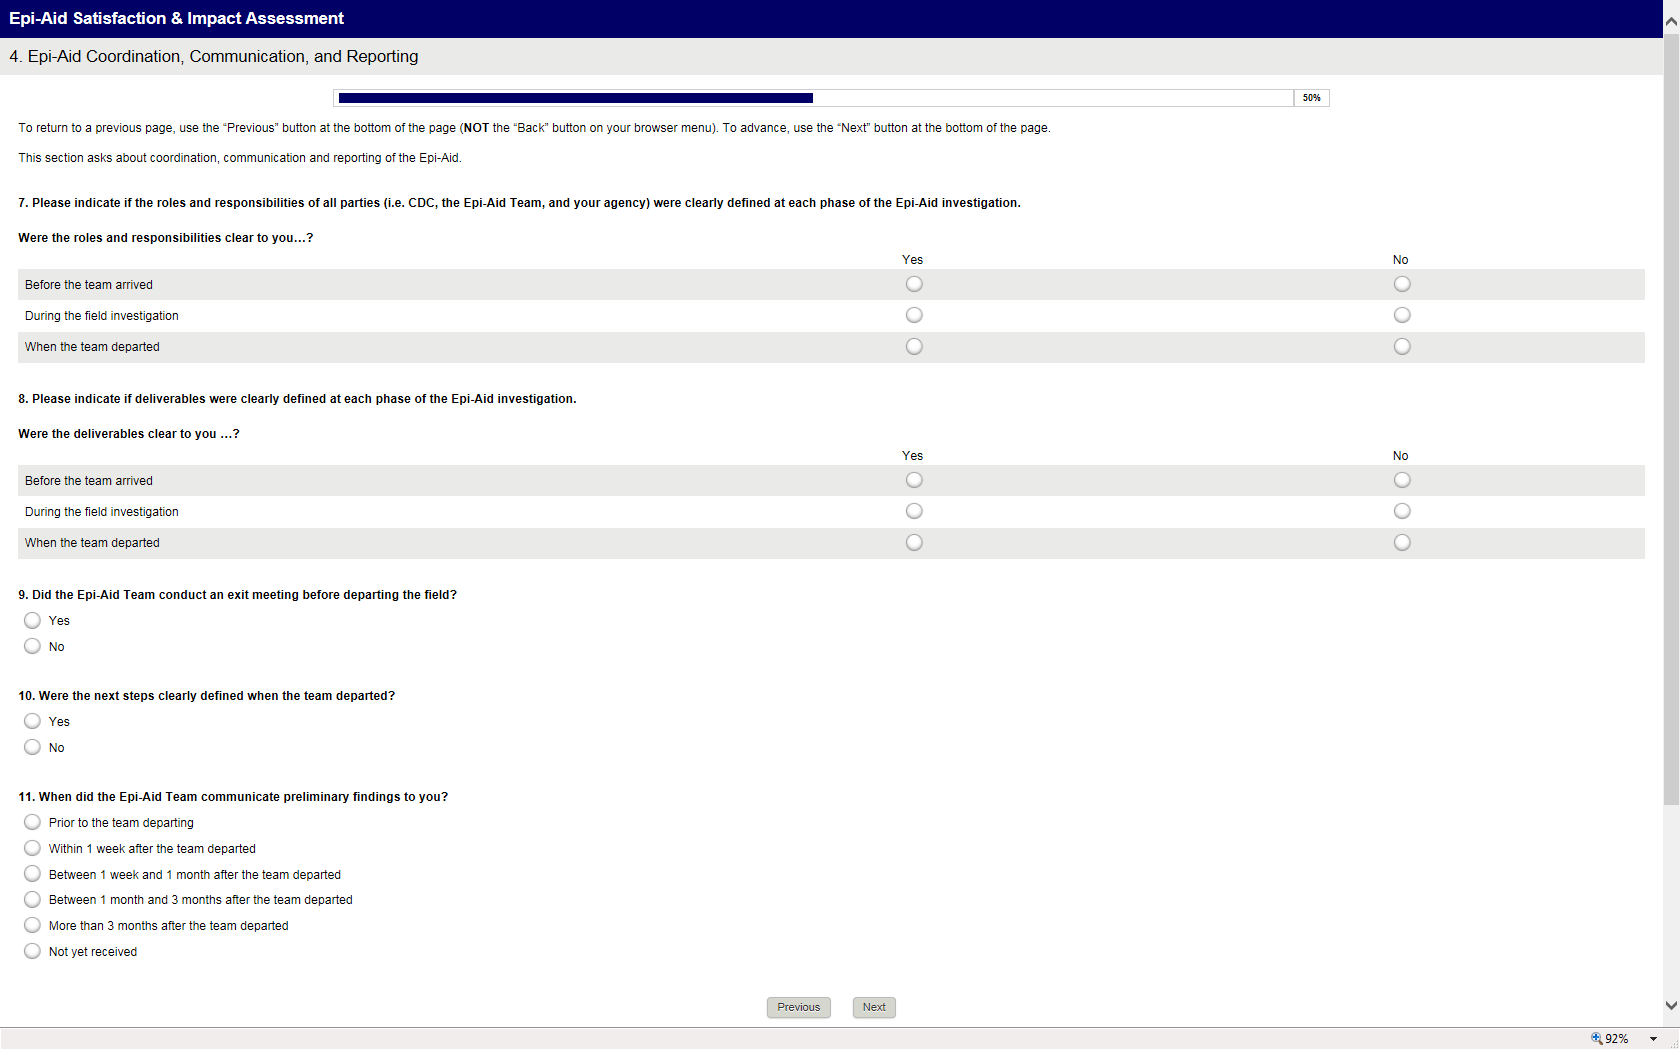 Epi-Aid Satisfaction & Impact Assessment
4. Epi-Aid Coordination, Communication, and Reporting
50%
To return to a previous page, use the “Previous” button at the bottom of the page (NOT the “Back” button on your browser menu). To advance, use the “Next” button at the bottom of the page.
This section asks about coordination, communication and reporting of the Epi-Aid.
7. Please indicate if the roles and responsibilities of all parties (i.e. CDC, the Epi-Aid Team, and your agency) were clearly defined at each phase of the Epi-Aid investigation.
Were the roles and responsibilities clear to you...?
Yes No
Before the team arrived
During the field investigation
When the team departed
8. Please indicate if deliverables were clearly defined at each phase of the Epi-Aid investigation.
Were the deliverables clear to you ...?
Yes No
Before the team arrived
During the field investigation
When the team departed
9. Did the Epi-Aid Team conduct an exit meeting before departing the field?
Yes
No
10. Were the next steps clearly defined when the team departed?
Yes
No
11. When did the Epi-Aid Team communicate preliminary findings to you?
Prior to the team departing
Within 1 week after the team departed
Between 1 week and 1 month after the team departed
Between 1 month and 3 months after the team departed
More than 3 months after the team departed
Not yet received
Previous Next
92%